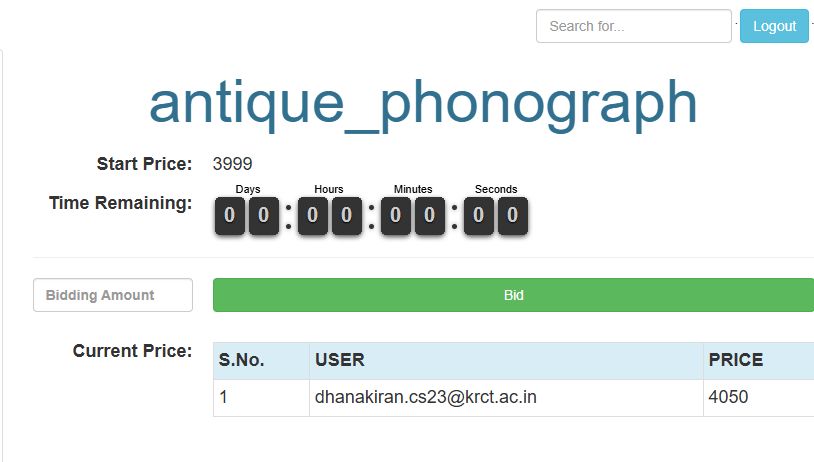 Search for... . Logout .
antique_phonograph
Start Price: 3999
Days Hours Minutes Seconds
Time Remaining: 0 0 : 0 0 : 0 0 : 0 0
Bidding Amount Bid
Current Price:
S.No. USER PRICE
1 dhanakiran.cs23@krct.ac.in 4050